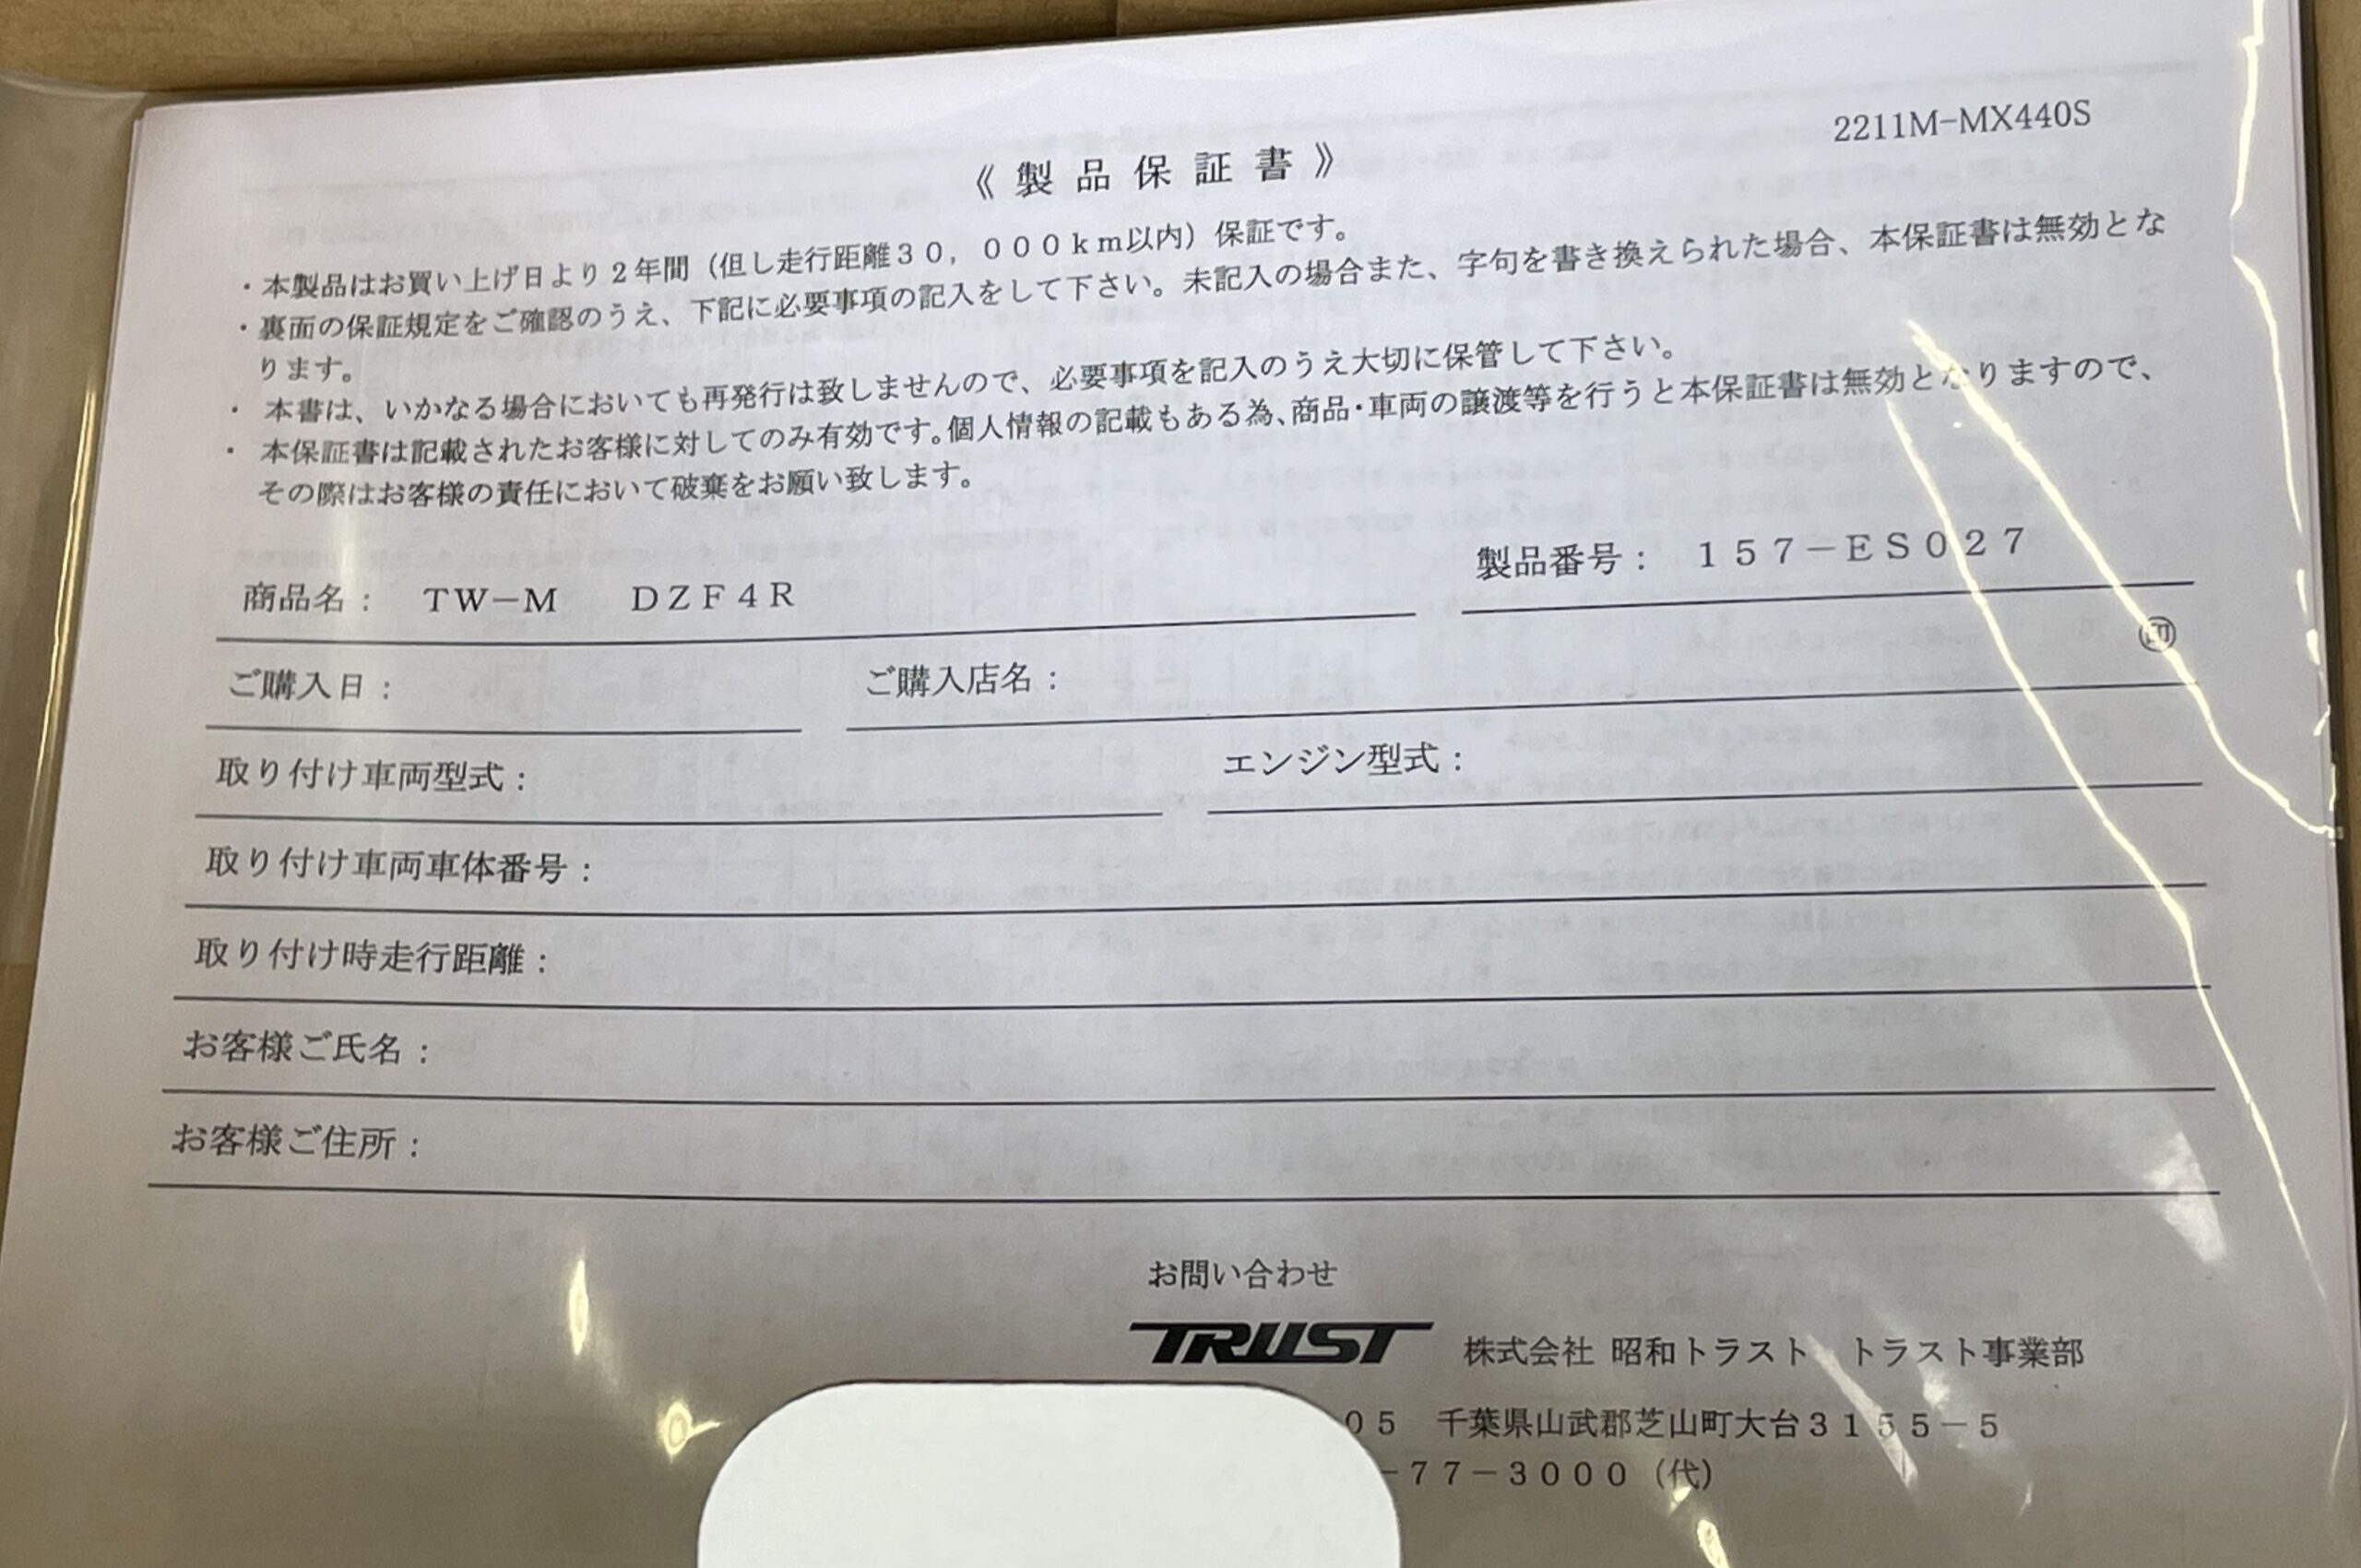 2211M-MX440S
《 製 品 保 証 書 》
・本製品はお買い上げ日より2年間（但し走行距離３０，０００ｋｍ以内）保証です。
・裏面の保証規定をご確認のうえ、下記に必要事項の記入をして下さい。未記入の場合また、字句を書き換えられた場合、本保証書は無効とな
ります。
・ 本書は、いかなる場合においても再発行は致しませんので、必要事項を記入のうえ大切に保管して下さい。
・ 本保証書は記載されたお客様に対してのみ有効です。個人情報の記載もある為、商品・車両の譲渡等を行うと本保証書は無効となりますので、
その際はお客様の責任において破棄をお願い致します。
商品名： ＴＷ－Ｍ　ＤＺＦ４Ｒ　製品番号： １５７－ＥＳ０２７
ご購入日：　ご購入店名：　㊞
取り付け車両型式：　エンジン型式：
取り付け車両車体番号：
取り付け時走行距離：
お客様ご氏名：
お客様ご住所：
お問い合わせ
TRUST 株式会社 昭和トラスト トラスト事業部
０５ 千葉県山武郡芝山町大台３１５５－５
－７７－３０００（代）